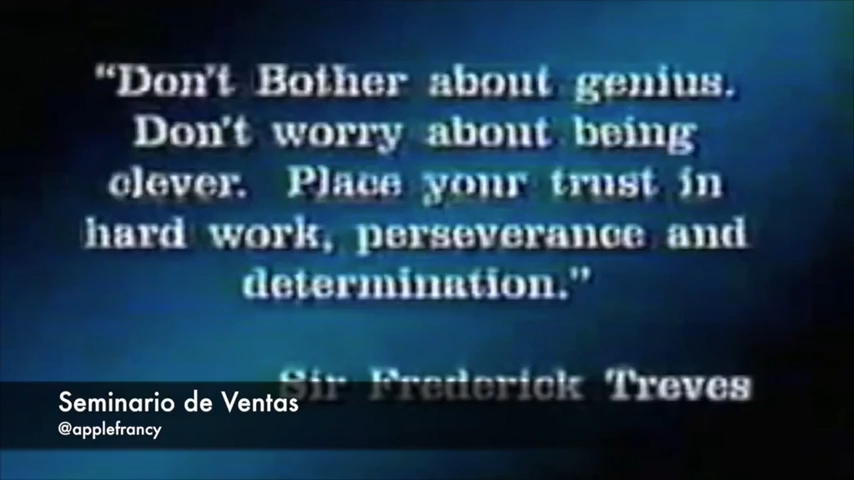 “Don't Bother about genius.
Don't worry about being
clever. Place your trust in
hard work, perseverance and
determination.”
Sir Frederick Treves
Seminario de Ventas
@applefrancy